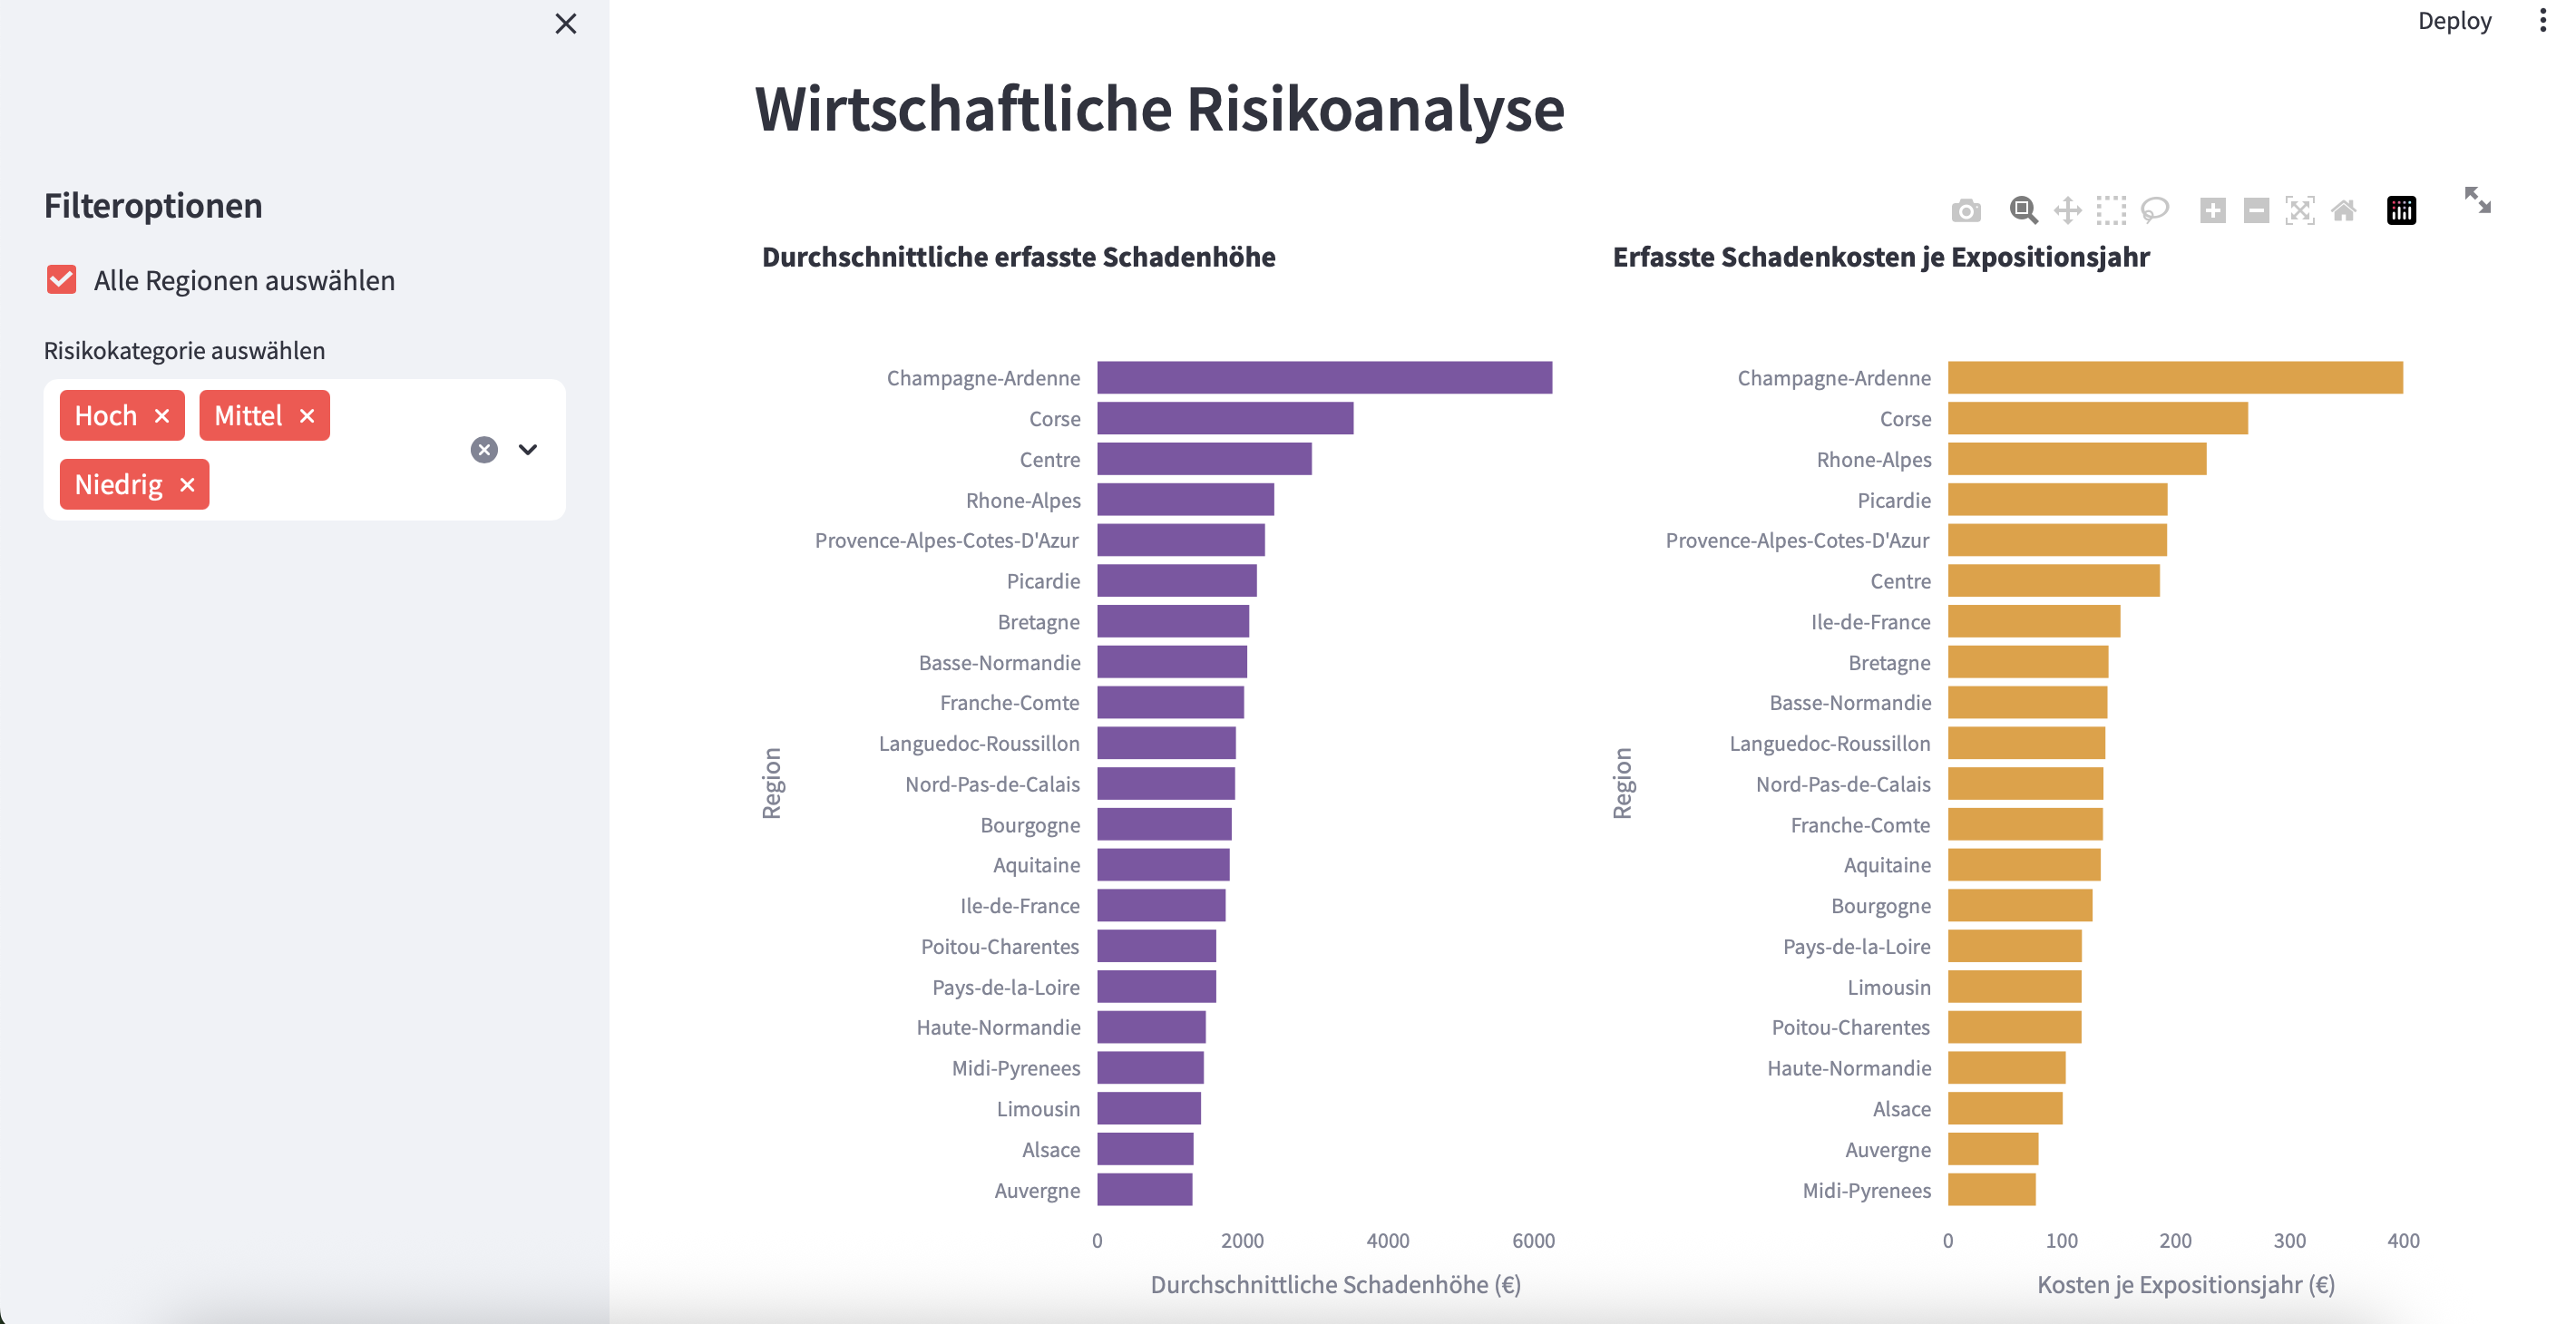 Deploy
Wirtschaftliche Risikoanalyse
Filteroptionen
Alle Regionen auswählen
Risikokategorie auswählen
Hoch
Mittel
Niedrig
Durchschnittliche erfasste Schadenhöhe
Region
Champagne-Ardenne
Corse
Centre
Rhone-Alpes
Provence-Alpes-Cotes-D'Azur
Picardie
Bretagne
Basse-Normandie
Franche-Comte
Languedoc-Roussillon
Nord-Pas-de-Calais
Bourgogne
Aquitaine
Ile-de-France
Poitou-Charentes
Pays-de-la-Loire
Haute-Normandie
Midi-Pyrenees
Limousin
Alsace
Auvergne
0 2000 4000 6000
Durchschnittliche Schadenhöhe (€)
Erfasste Schadenkosten je Expositionsjahr
Region
Champagne-Ardenne
Corse
Rhone-Alpes
Picardie
Provence-Alpes-Cotes-D'Azur
Centre
Ile-de-France
Bretagne
Basse-Normandie
Languedoc-Roussillon
Nord-Pas-de-Calais
Franche-Comte
Aquitaine
Bourgogne
Pays-de-la-Loire
Limousin
Poitou-Charentes
Haute-Normandie
Alsace
Auvergne
Midi-Pyrenees
0 100 200 300 400
Kosten je Expositionsjahr (€)